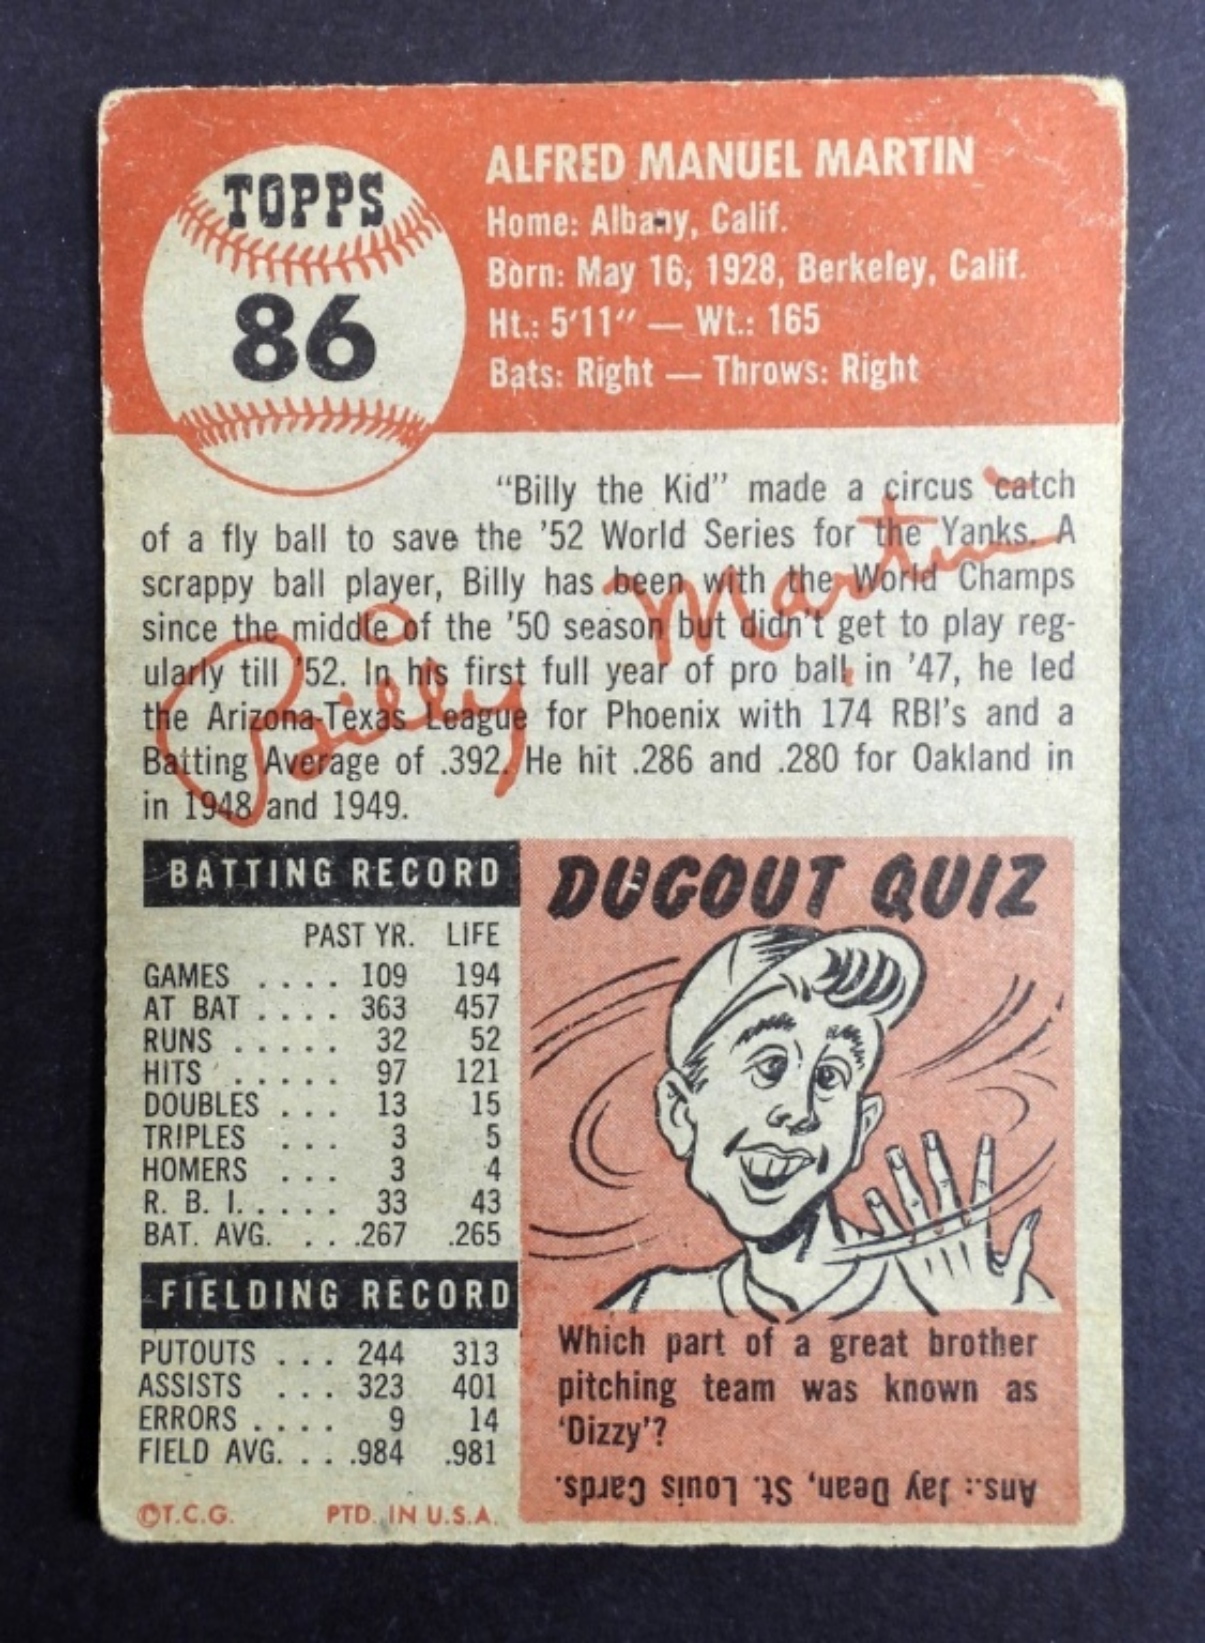 TOPPS
86
ALFRED MANUEL MARTIN
Home: Albany, Calif.
Born: May 16, 1928, Berkeley, Calif.
Ht.: 5'11" — Wt.: 165
Bats: Right — Throws: Right
"Billy the Kid" made a circus catch
of a fly ball to save the '52 World Series for the Yanks. A
scrappy ball player, Billy has been with the World Champs
since the middle of the '50 season but didn't get to play reg-
ularly till '52. In his first full year of pro ball, in '47, he led
the Arizona-Texas League for Phoenix with 174 RBI's and a
Batting Average of .392. He hit .286 and .280 for Oakland in
in 1948 and 1949.
Billy Martin
BATTING RECORD
PAST YR. LIFE
GAMES .... 109 194
AT BAT .... 363 457
RUNS ..... 32 52
HITS ..... 97 121
DOUBLES ... 13 15
TRIPLES ... 3 5
HOMERS ... 3 4
R. B. I. .... 33 43
BAT. AVG. .. .267 .265
FIELDING RECORD
PUTOUTS ... 244 313
ASSISTS ... 323 401
ERRORS .... 9 14
FIELD AVG. .. .984 .981
©T.C.G. PTD. IN U.S.A.
DUGOUT QUIZ
Which part of a great brother
pitching team was known as
'Dizzy'?
Ans.: Jay Dean, St. Louis Cards.